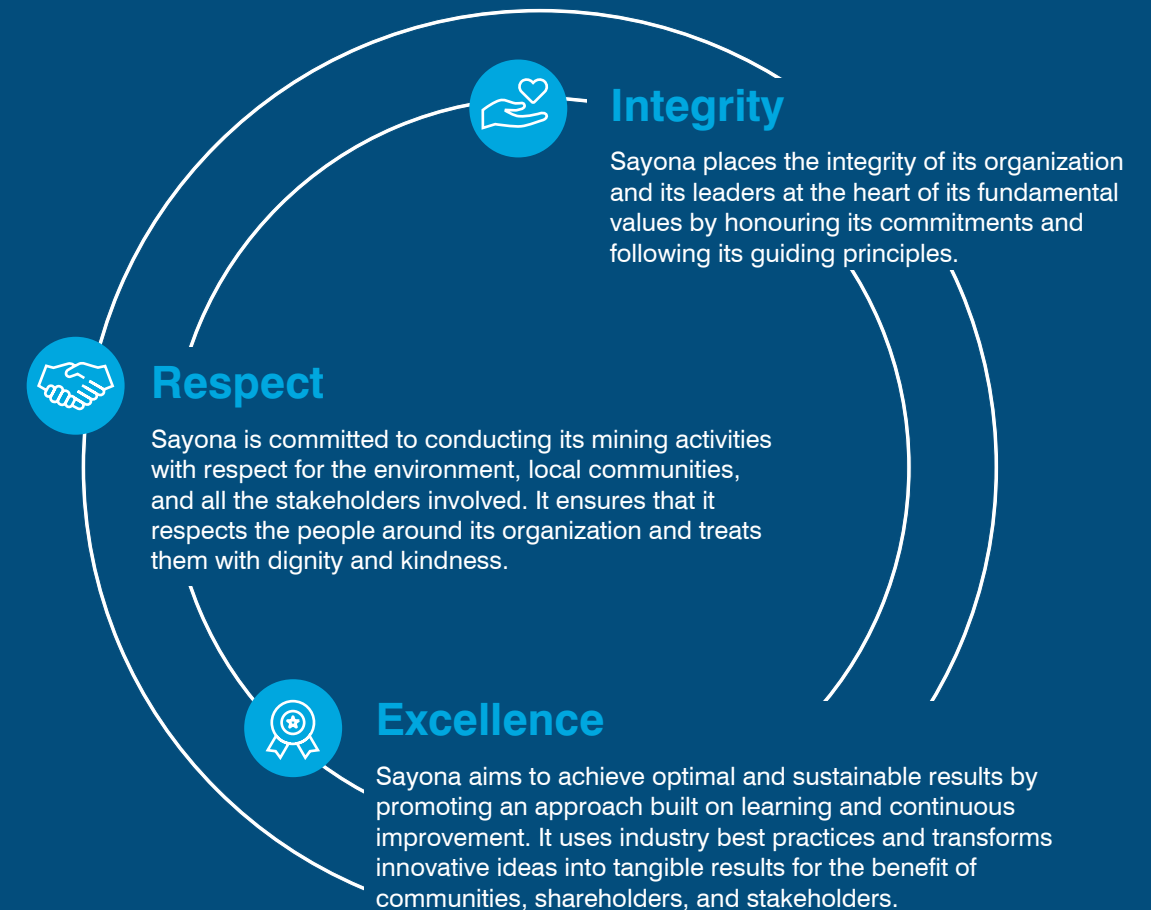 Integrity
Sayona places the integrity of its organization
and its leaders at the heart of its fundamental
values by honouring its commitments and
following its guiding principles.
Respect
Sayona is committed to conducting its mining activities
with respect for the environment, local communities,
and all the stakeholders involved. It ensures that it
respects the people around its organization and treats
them with dignity and kindness.
Excellence
Sayona aims to achieve optimal and sustainable results by
promoting an approach built on learning and continuous
improvement. It uses industry best practices and transforms
innovative ideas into tangible results for the benefit of
communities, shareholders, and stakeholders.